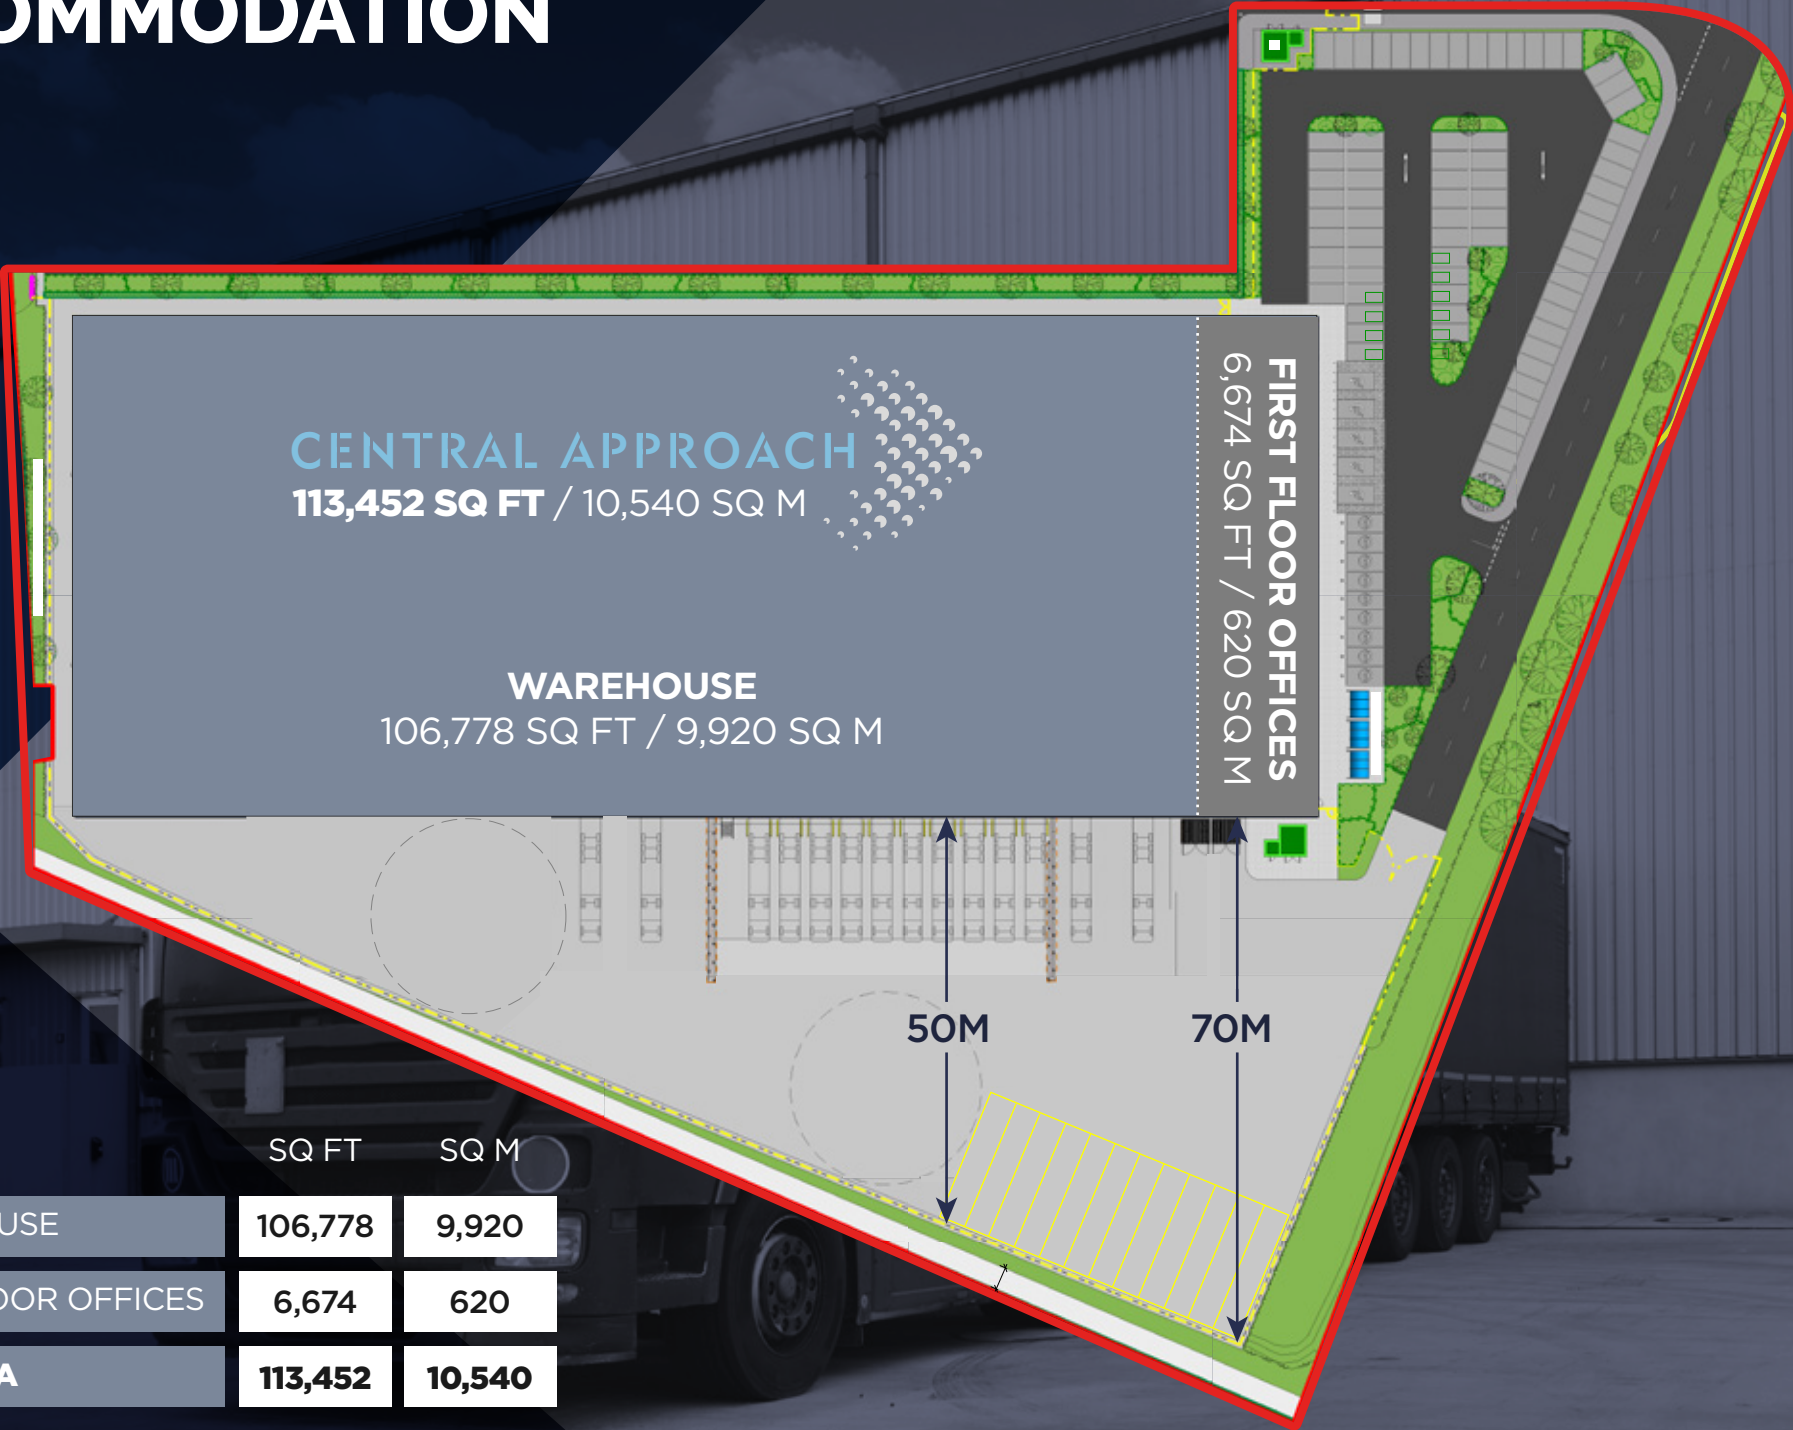 OMMODATION
CENTRAL APPROACH
113,452 SQ FT / 10,540 SQ M
WAREHOUSE
106,778 SQ FT / 9,920 SQ M
FIRST FLOOR OFFICES
6,674 SQ FT / 620 SQ M
50M
70M
SQ FT SQ M
USE 106,778 9,920
OOR OFFICES 6,674 620
A 113,452 10,540